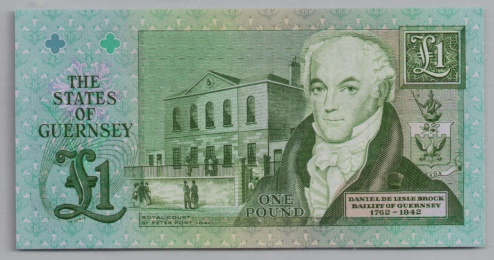 THE
STATES
OF
GUERNSEY
£1
£1
ROYAL COURT
ST PETER PORT 1840
ONE
POUND
DANIEL DE LISLE BROCK
BAILIFF OF GUERNSEY
1762 - 1842